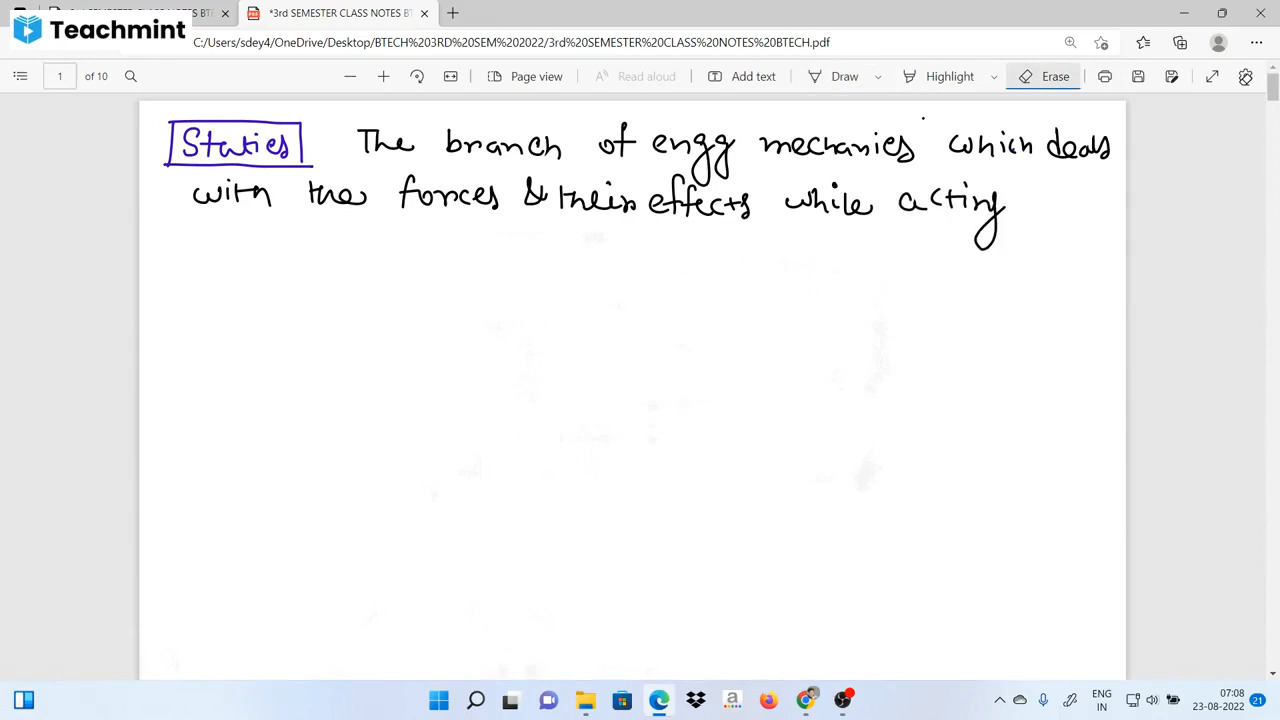 *3rd SEMESTER CLASS NOTES BT
Teachmint
C:/Users/sdey4/OneDrive/Desktop/BTECH%203RD%20SEM%202022/3rd%20SEMESTER%20CLASS%20NOTES%20BTECH.pdf
1 of 10 Page view Read aloud Add text Draw Highlight Erase
Statics The branch of engg mechanics which deals
with the forces & their effects while acting
ENG 07:08
IN 23-08-2022 21